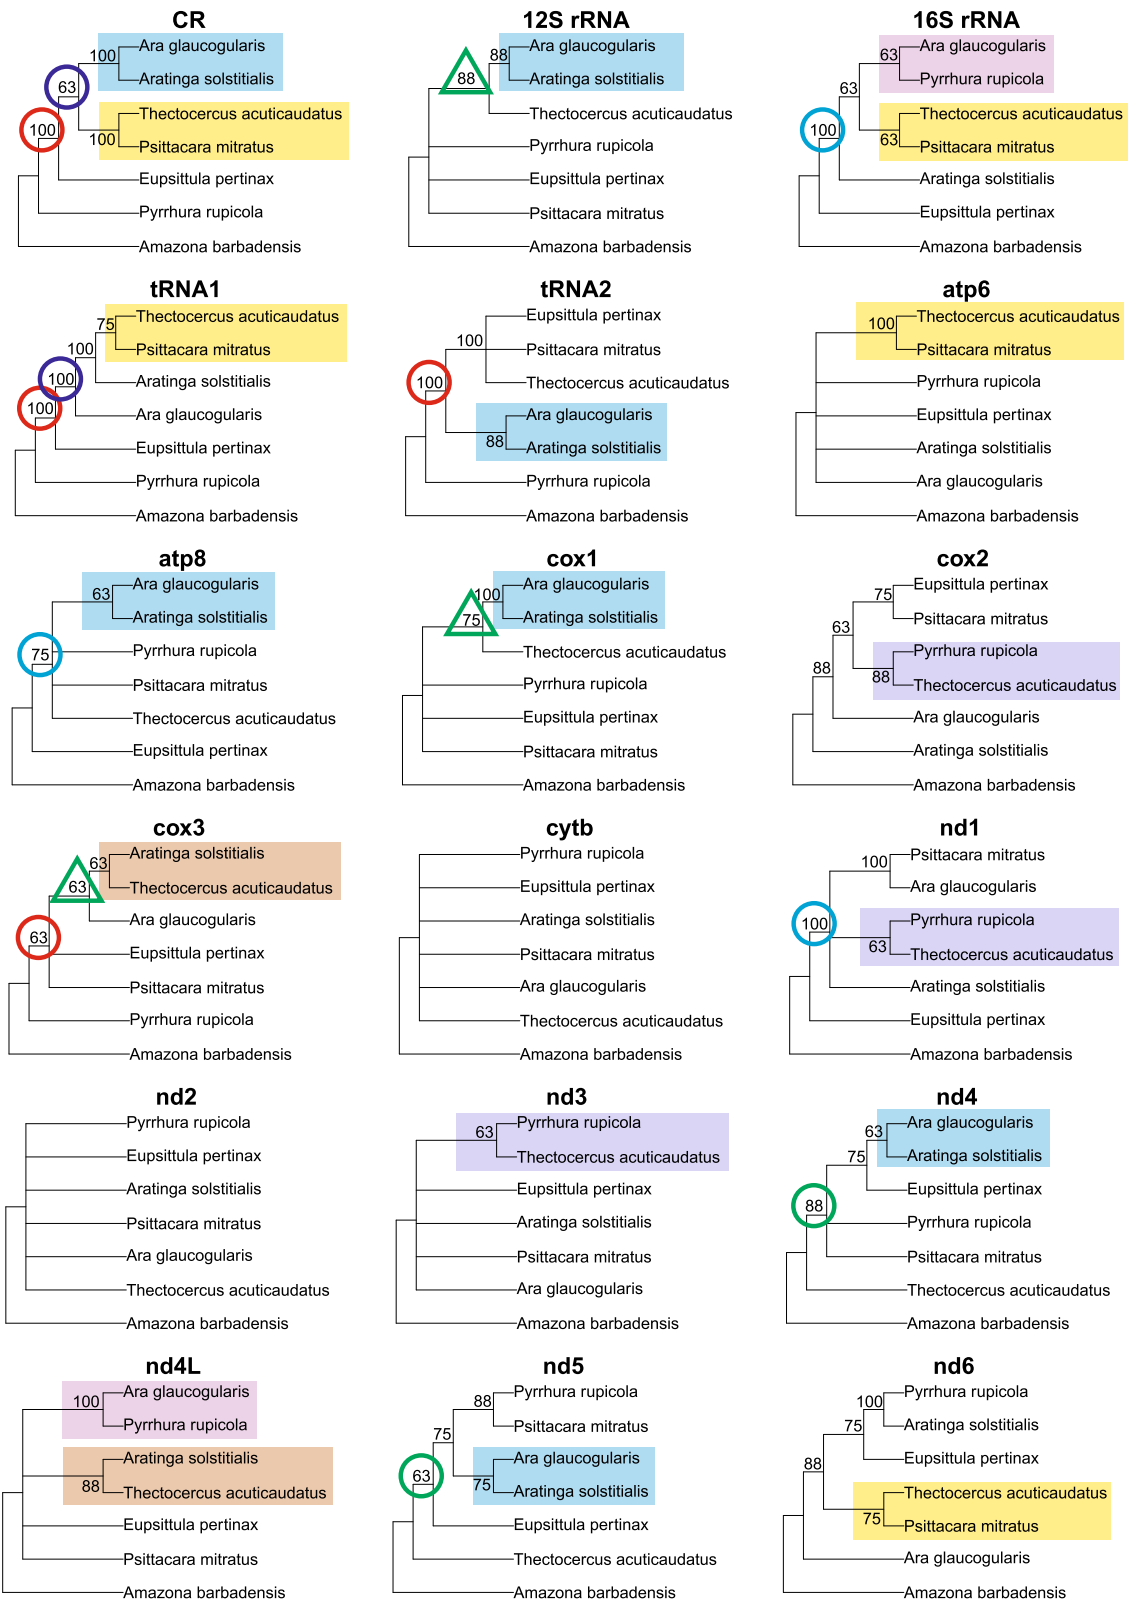 CR
100
Ara glaucogularis
Aratinga solstitialis
63
Thectocercus acuticaudatus
100
100
Psittacara mitratus
Eupsittula pertinax
Pyrrhura rupicola
Amazona barbadensis
12S rRNA
88
Ara glaucogularis
88
Aratinga solstitialis
Thectocercus acuticaudatus
Pyrrhura rupicola
Eupsittula pertinax
Psittacara mitratus
Amazona barbadensis
16S rRNA
63
Ara glaucogularis
63
Pyrrhura rupicola
Thectocercus acuticaudatus
100
63
Psittacara mitratus
Aratinga solstitialis
Eupsittula pertinax
Amazona barbadensis
tRNA1
75
Thectocercus acuticaudatus
100
Psittacara mitratus
100
Aratinga solstitialis
100
Ara glaucogularis
Eupsittula pertinax
Pyrrhura rupicola
Amazona barbadensis
tRNA2
Eupsittula pertinax
100
Psittacara mitratus
100
Thectocercus acuticaudatus
Ara glaucogularis
88
Aratinga solstitialis
Pyrrhura rupicola
Amazona barbadensis
atp6
100
Thectocercus acuticaudatus
Psittacara mitratus
Pyrrhura rupicola
Eupsittula pertinax
Aratinga solstitialis
Ara glaucogularis
Amazona barbadensis
atp8
63
Ara glaucogularis
Aratinga solstitialis
75
Pyrrhura rupicola
Psittacara mitratus
Thectocercus acuticaudatus
Eupsittula pertinax
Amazona barbadensis
cox1
100
Ara glaucogularis
75
Aratinga solstitialis
Thectocercus acuticaudatus
Pyrrhura rupicola
Eupsittula pertinax
Psittacara mitratus
Amazona barbadensis
cox2
75
Eupsittula pertinax
63
Psittacara mitratus
Pyrrhura rupicola
88
88
Thectocercus acuticaudatus
Ara glaucogularis
Aratinga solstitialis
Amazona barbadensis
cox3
63
Aratinga solstitialis
63
Thectocercus acuticaudatus
Ara glaucogularis
63
Eupsittula pertinax
Psittacara mitratus
Pyrrhura rupicola
Amazona barbadensis
cytb
Pyrrhura rupicola
Eupsittula pertinax
Aratinga solstitialis
Psittacara mitratus
Ara glaucogularis
Thectocercus acuticaudatus
Amazona barbadensis
nd1
100
Psittacara mitratus
Ara glaucogularis
100
Pyrrhura rupicola
63
Thectocercus acuticaudatus
Aratinga solstitialis
Eupsittula pertinax
Amazona barbadensis
nd2
Pyrrhura rupicola
Eupsittula pertinax
Aratinga solstitialis
Psittacara mitratus
Ara glaucogularis
Thectocercus acuticaudatus
Amazona barbadensis
nd3
63
Pyrrhura rupicola
Thectocercus acuticaudatus
Eupsittula pertinax
Aratinga solstitialis
Psittacara mitratus
Ara glaucogularis
Amazona barbadensis
nd4
63
Ara glaucogularis
75
Aratinga solstitialis
Eupsittula pertinax
88
Pyrrhura rupicola
Psittacara mitratus
Thectocercus acuticaudatus
Amazona barbadensis
nd4L
100
Ara glaucogularis
Pyrrhura rupicola
Aratinga solstitialis
88
Thectocercus acuticaudatus
Eupsittula pertinax
Psittacara mitratus
Amazona barbadensis
nd5
88
Pyrrhura rupicola
75
Psittacara mitratus
Ara glaucogularis
63
75
Aratinga solstitialis
Eupsittula pertinax
Thectocercus acuticaudatus
Amazona barbadensis
nd6
100
Pyrrhura rupicola
75
Aratinga solstitialis
Eupsittula pertinax
88
Thectocercus acuticaudatus
75
Psittacara mitratus
Ara glaucogularis
Amazona barbadensis